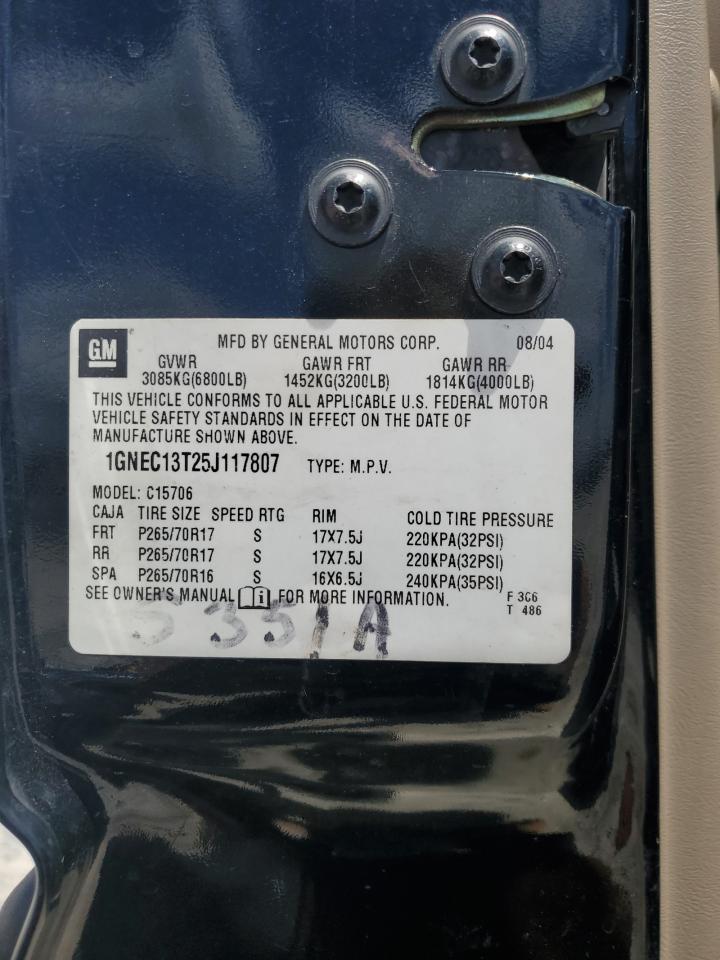 GM
MFD BY GENERAL MOTORS CORP. 08/04
GVWR GAWR FRT GAWR RR
3085KG(6800LB) 1452KG(3200LB) 1814KG(4000LB)
THIS VEHICLE CONFORMS TO ALL APPLICABLE U.S. FEDERAL MOTOR
VEHICLE SAFETY STANDARDS IN EFFECT ON THE DATE OF
MANUFACTURE SHOWN ABOVE.
1GNEC13T25J117807 TYPE: M.P.V.
MODEL: C15706
CAJA TIRE SIZE SPEED RTG RIM COLD TIRE PRESSURE
FRT P265/70R17 S 17X7.5J 220KPA(32PSI)
RR P265/70R17 S 17X7.5J 220KPA(32PSI)
SPA P265/70R16 S 16X6.5J 240KPA(35PSI)
SEE OWNER'S MANUAL i FOR MORE INFORMATION.
F 306
T 486
5351A